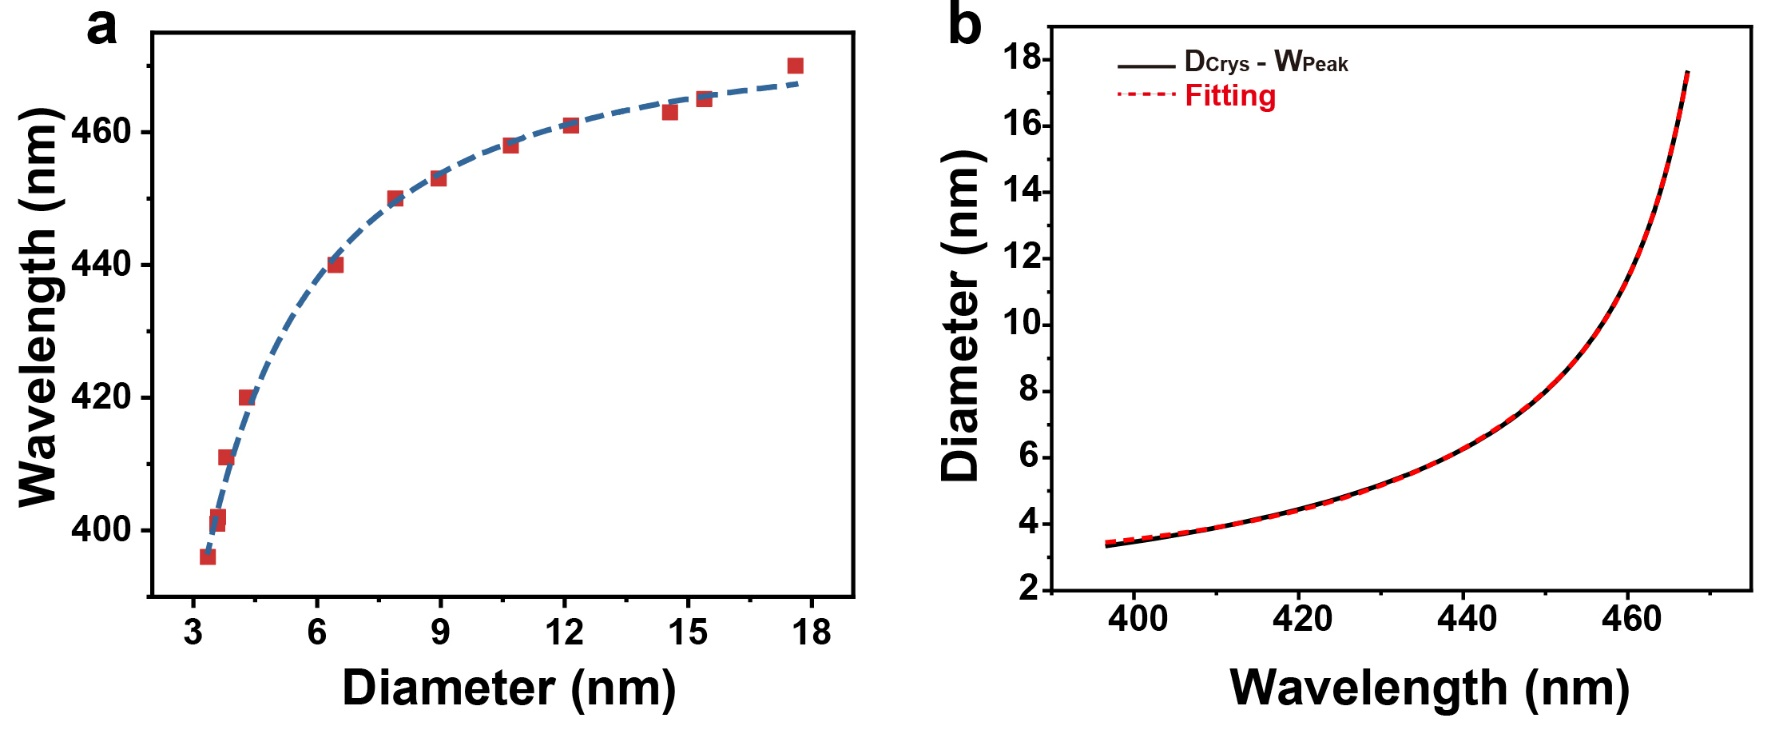 a
Wavelength (nm)
460
440
420
400
3 6 9 12 15 18
Diameter (nm)
b
DCrys - WPeak
Fitting
Diameter (nm)
18
16
14
12
10
8
6
4
2
400 420 440 460
Wavelength (nm)